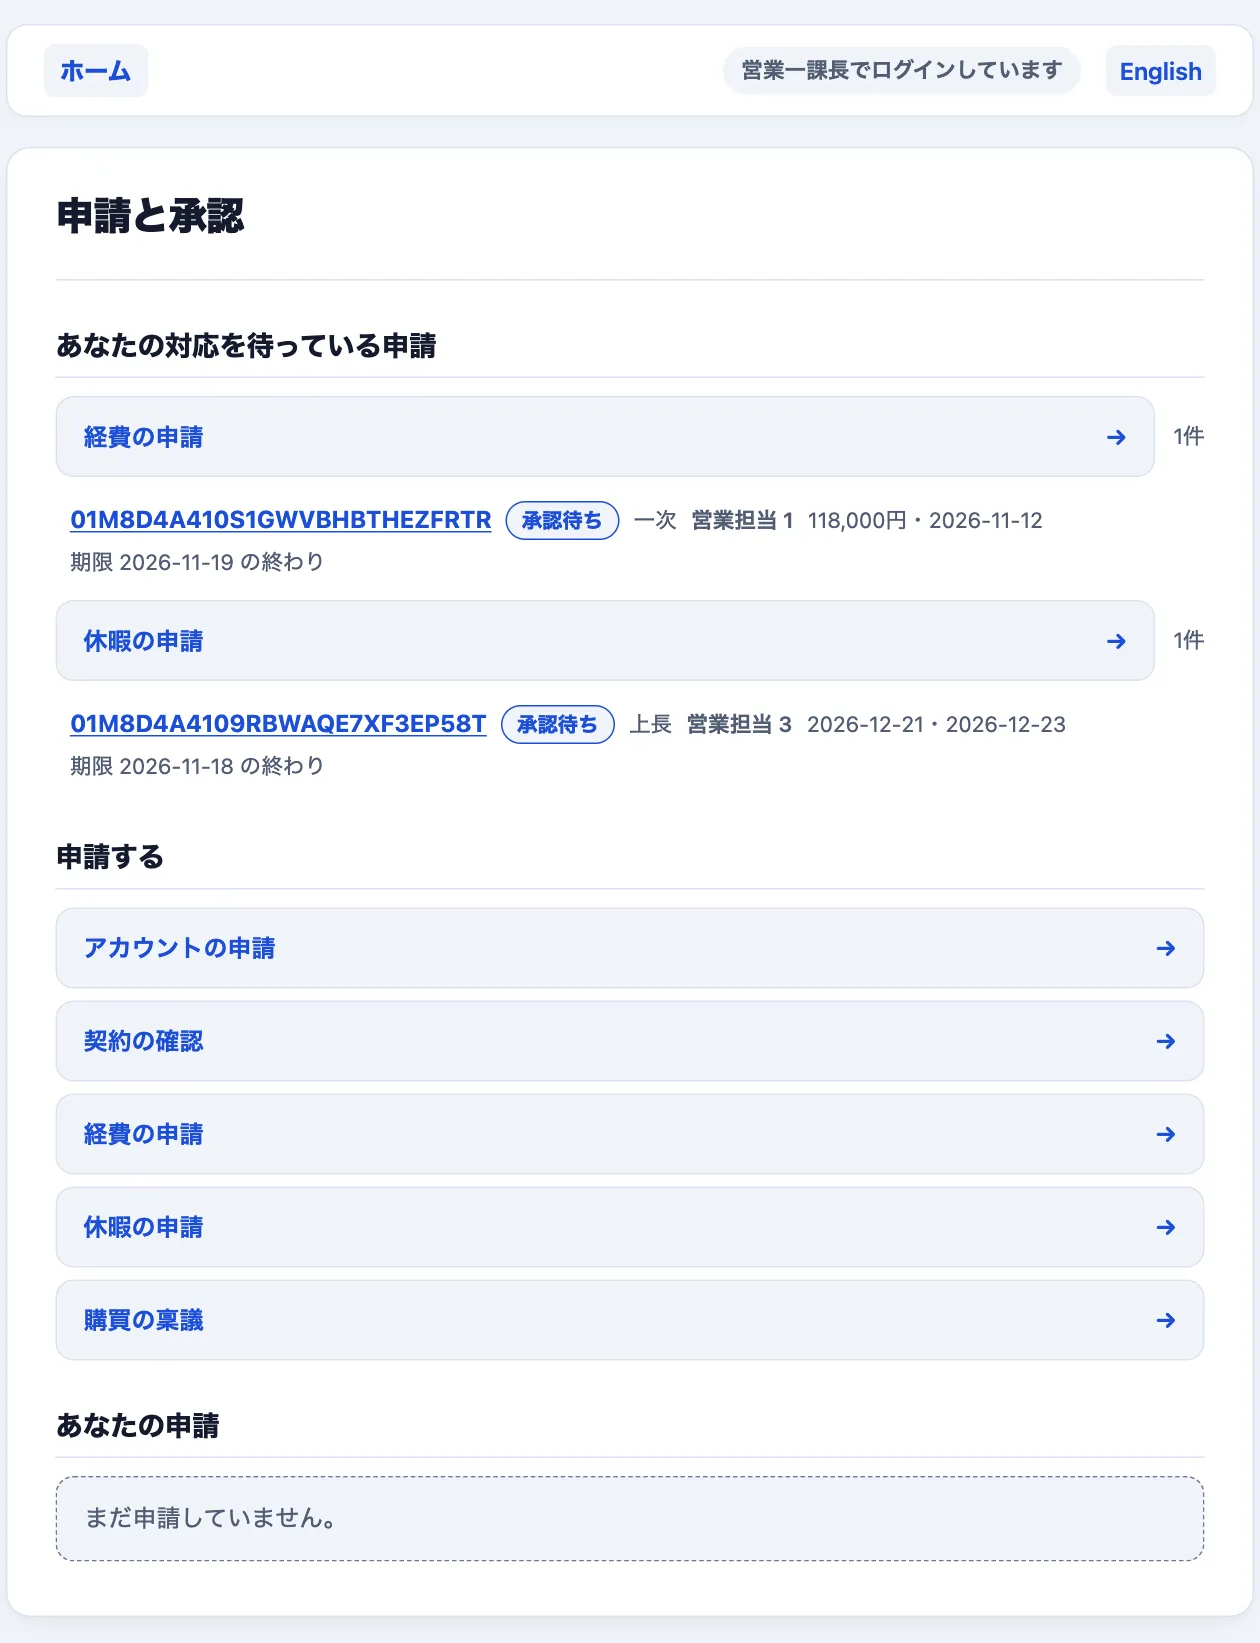 ホーム
営業一課長でログインしています
English
申請と承認
あなたの対応を待っている申請
経費の申請 → 1件
01M8D4A410S1GWVBHBTHEZFRTR 承認待ち 一次 営業担当 1 118,000円・2026-11-12
期限 2026-11-19 の終わり
休暇の申請 → 1件
01M8D4A4109RBWAQE7XF3EP58T 承認待ち 上長 営業担当 3 2026-12-21・2026-12-23
期限 2026-11-18 の終わり
申請する
アカウントの申請 →
契約の確認 →
経費の申請 →
休暇の申請 →
購買の稟議 →
あなたの申請
まだ申請していません。